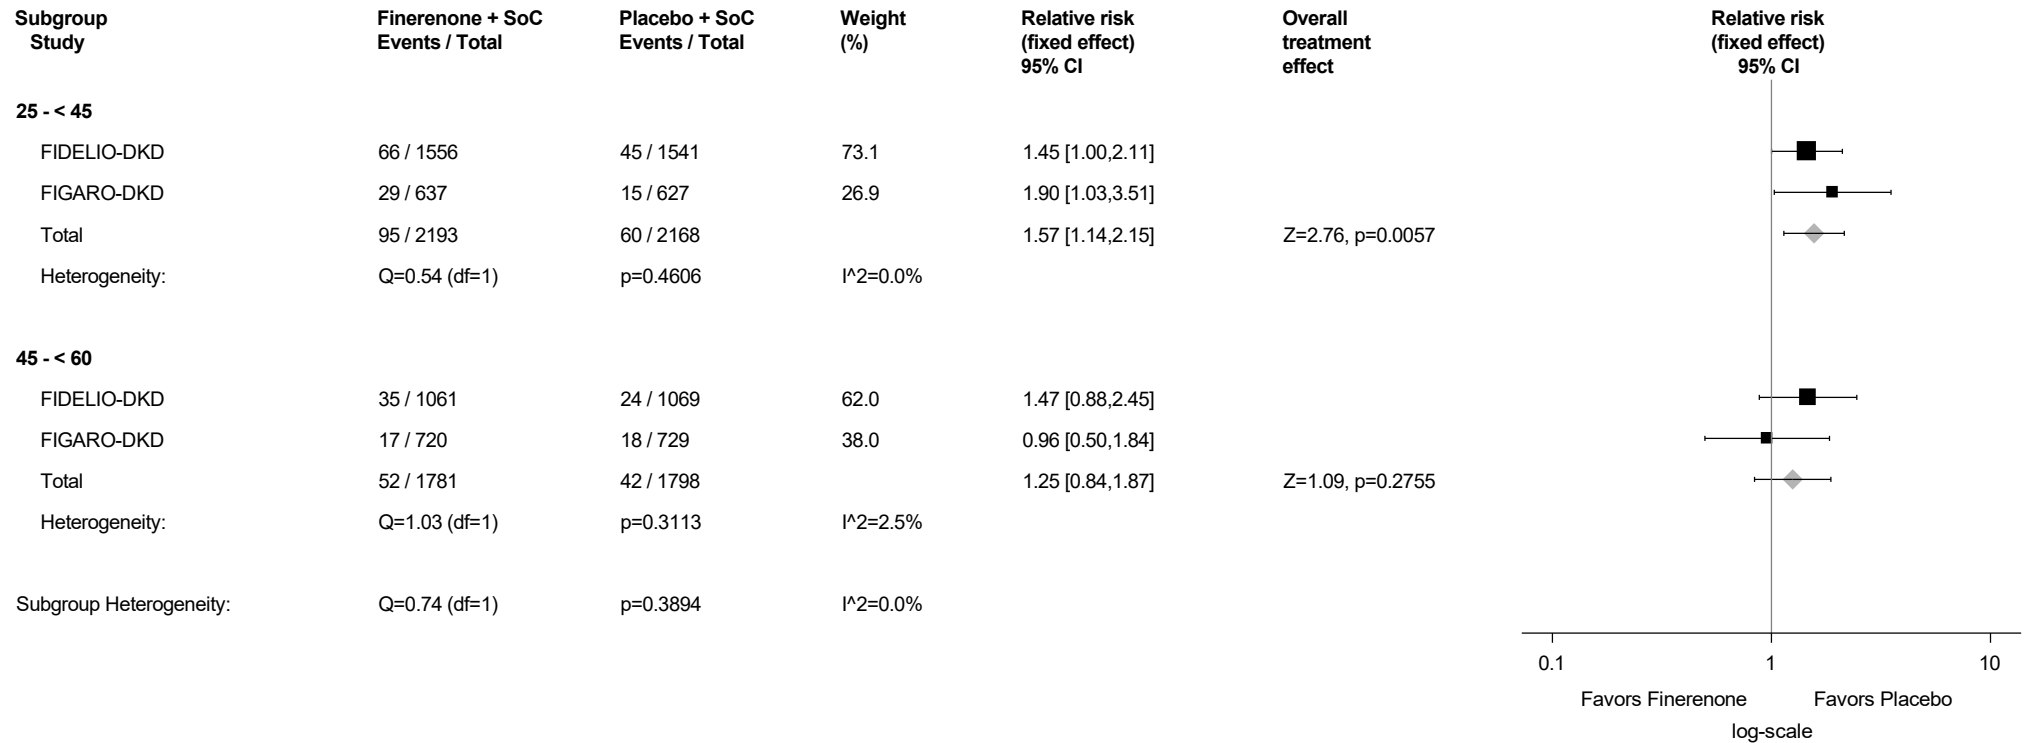 Subgroup Finerenone + SoC Placebo + SoC Weight Relative risk Overall Relative risk
Study Events / Total Events / Total (%) (fixed effect) treatment (fixed effect)
95% CI effect 95% CI
25 - < 45
FIDELIO-DKD 66 / 1556 45 / 1541 73.1 1.45 [1.00,2.11]
FIGARO-DKD 29 / 637 15 / 627 26.9 1.90 [1.03,3.51]
Total 95 / 2193 60 / 2168 1.57 [1.14,2.15] Z=2.76, p=0.0057
Heterogeneity: Q=0.54 (df=1) p=0.4606 I^2=0.0%
45 - < 60
FIDELIO-DKD 35 / 1061 24 / 1069 62.0 1.47 [0.88,2.45]
FIGARO-DKD 17 / 720 18 / 729 38.0 0.96 [0.50,1.84]
Total 52 / 1781 42 / 1798 1.25 [0.84,1.87] Z=1.09, p=0.2755
Heterogeneity: Q=1.03 (df=1) p=0.3113 I^2=2.5%
Subgroup Heterogeneity: Q=0.74 (df=1) p=0.3894 I^2=0.0%
0.1 1 10
Favors Finerenone Favors Placebo
log-scale